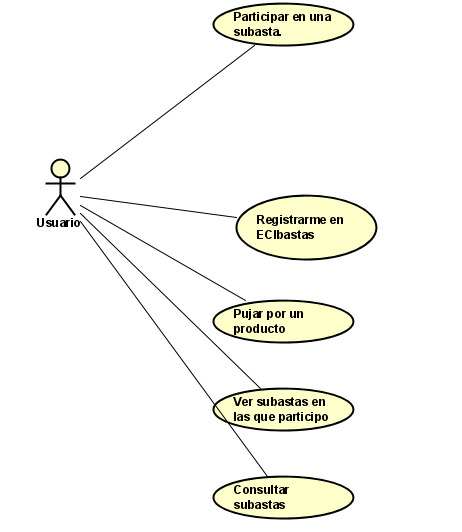 Participar en una
subasta.
Usuario
Registrarme en
ECIbastas
Pujar por un
producto
Ver subastas en
las que participo
Consultar
subastas